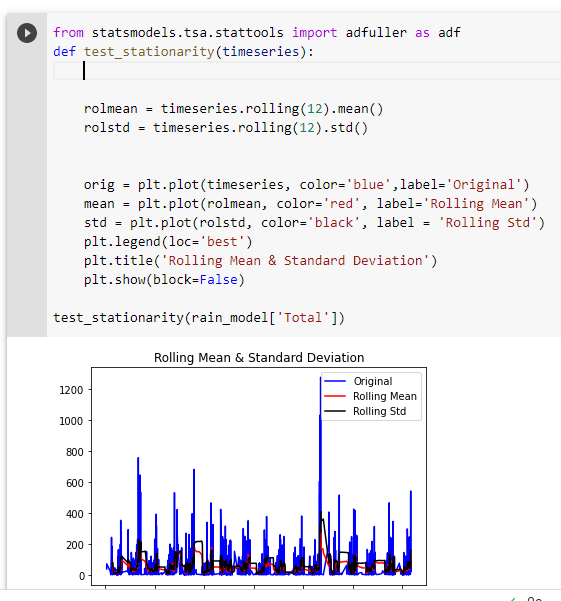 from statsmodels.tsa.stattools import adfuller as adf
def test_stationarity(timeseries):
rolmean = timeseries.rolling(12).mean()
rolstd = timeseries.rolling(12).std()
orig = plt.plot(timeseries, color='blue',label='Original')
mean = plt.plot(rolmean, color='red', label='Rolling Mean')
std = plt.plot(rolstd, color='black', label = 'Rolling Std')
plt.legend(loc='best')
plt.title('Rolling Mean & Standard Deviation')
plt.show(block=False)
test_stationarity(rain_model['Total'])
Rolling Mean & Standard Deviation
Original
Rolling Mean
Rolling Std
1200
1000
800
600
400
200
0